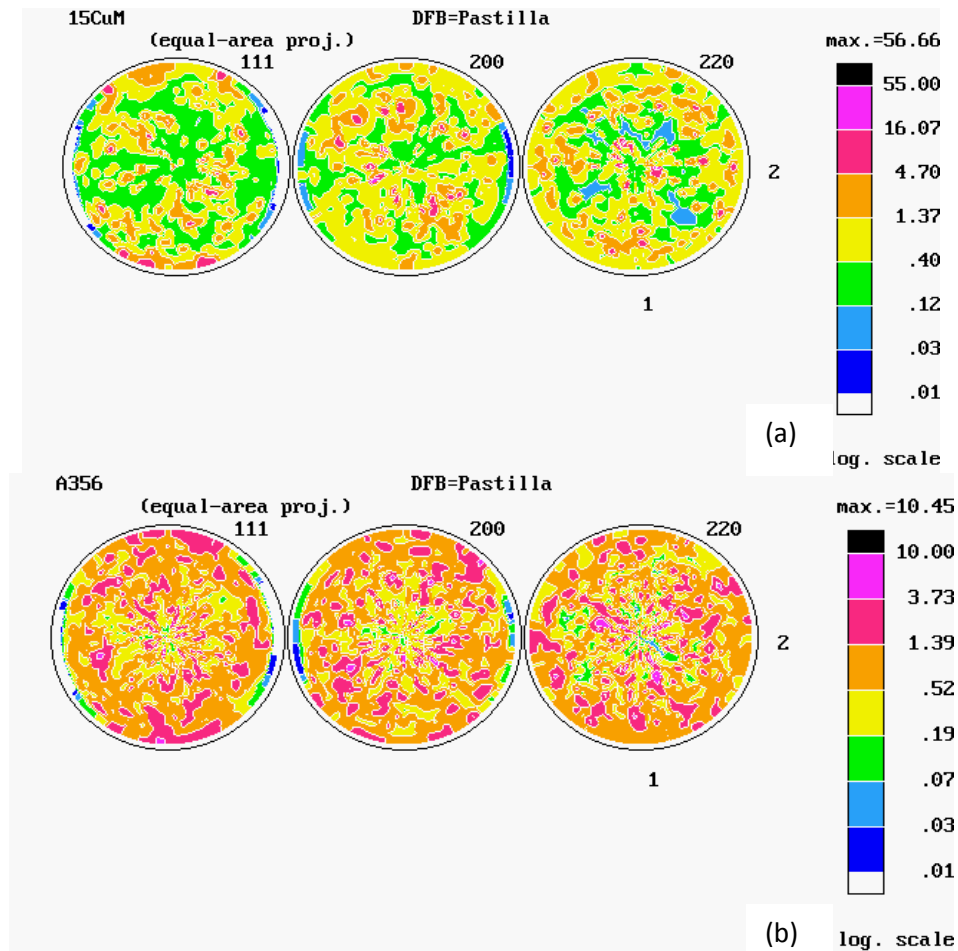 15CuM DFB=Pastilla
(equal-area proj.) max.=56.66
111 200 220
55.00
16.07
4.70
1.37
.40
.12
.03
.01
2
1
(a)
log. scale
A356 DFB=Pastilla
(equal-area proj.) max.=10.45
111 200 220
10.00
3.73
1.39
.52
.19
.07
.03
.01
2
1
(b)
log. scale